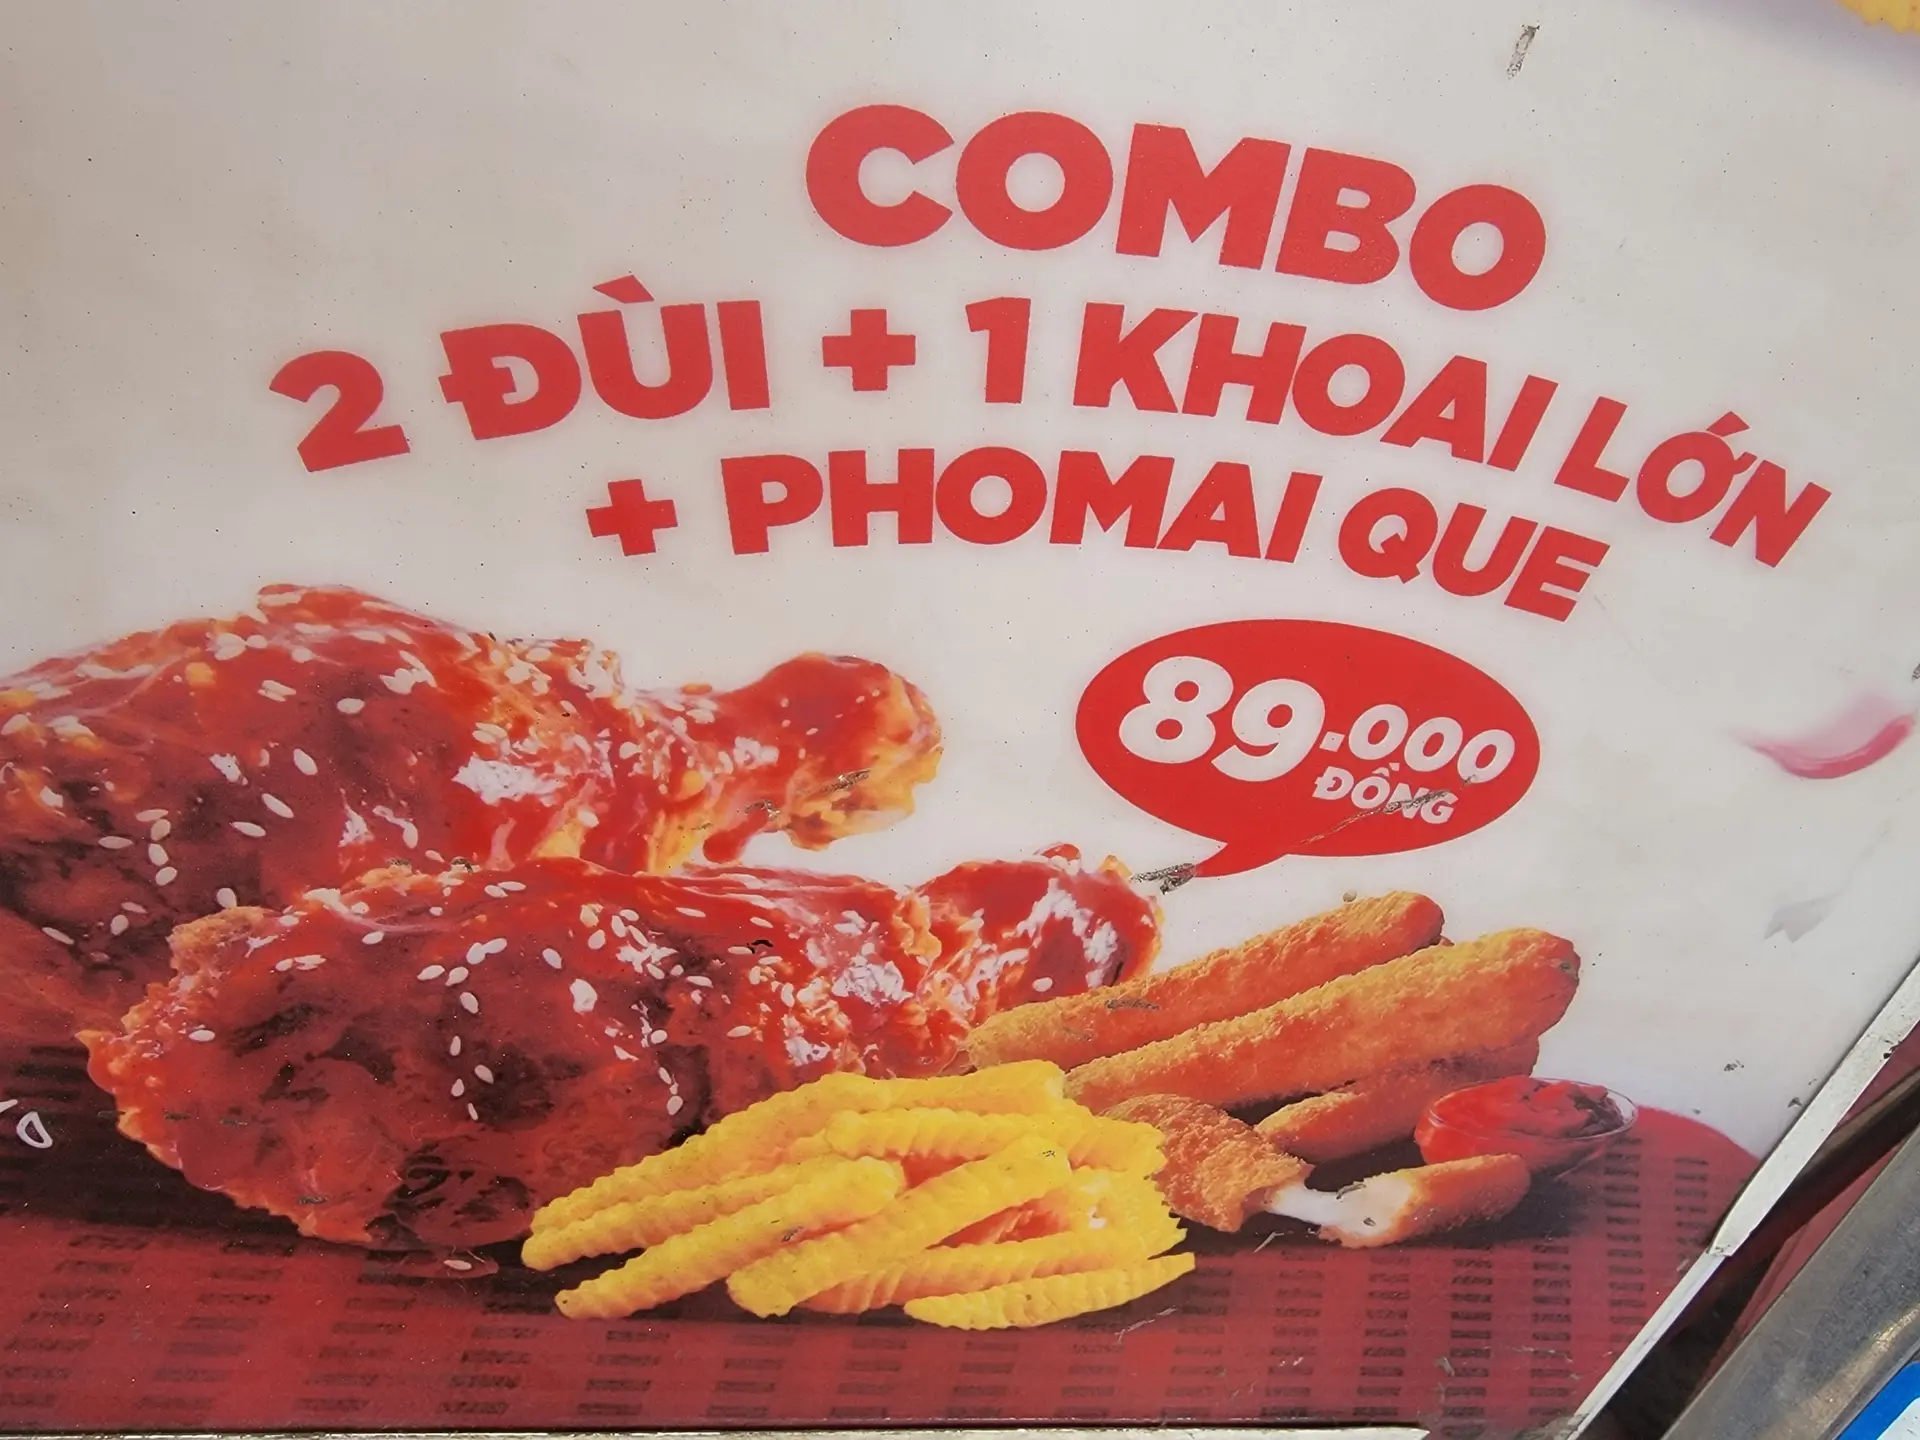 COMBO
2 ĐÙI + 1 KHOAI LỚN
+ PHOMAI QUE
89.000
ĐỒNG